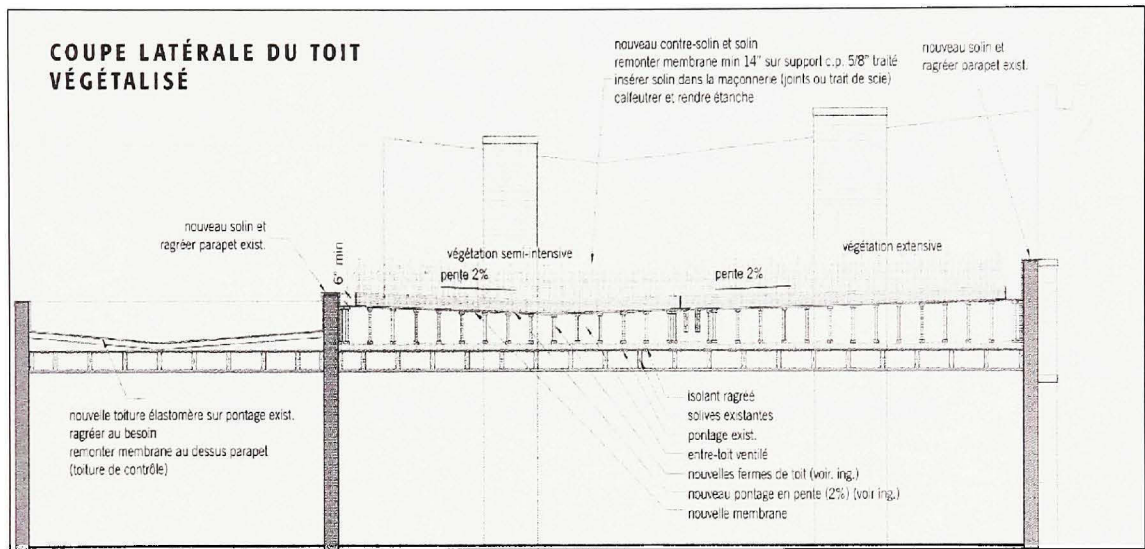 COUPE LATÉRALE DU TOIT
VÉGÉTALISÉ
nouveau contre-solin et solin
remonter membrane min 14" sur support c.p. 5/8" traité
insérer solin dans la maçonnerie (joints ou trait de scie)
calfeutrer et rendre étanche
nouveau solin et
ragréer parapet exist.
nouveau solin et
ragréer parapet exist.
6" min
végétation semi-intensive
pente 2%
végétation extensive
pente 2%
nouvelle toiture élastomère sur pontage exist.
ragréer au besoin
remonter membrane au dessus parapet
(toiture de contrôle)
isolant ragréé
solives existantes
pontage exist.
entre-toit ventilé
nouvelles fermes de toit (voir. ing.)
nouveau pontage en pente (2%) (voir ing.)
nouvelle membrane